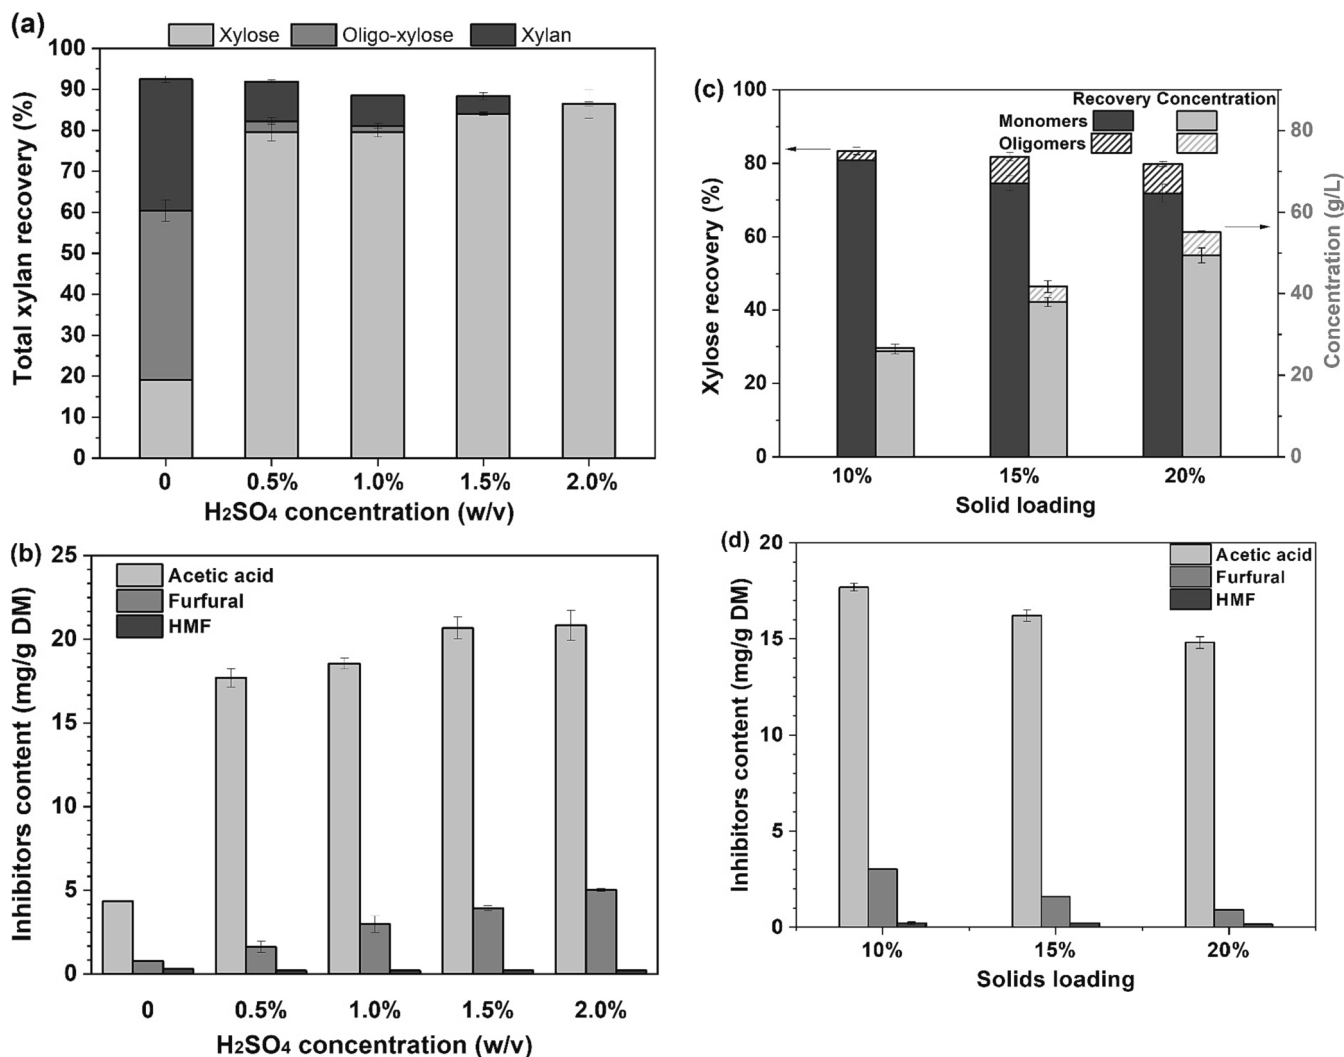 (a)
Xylose Oligo-xylose Xylan
Total xylan recovery (%)
100
90
80
70
60
50
40
30
20
10
0
0 0.5% 1.0% 1.5% 2.0%
H₂SO₄ concentration (w/v)
(b)
Acetic acid
Furfural
HMF
Inhibitors content (mg/g DM)
25
20
15
10
5
0
0 0.5% 1.0% 1.5% 2.0%
H₂SO₄ concentration (w/v)
(c)
Recovery Concentration
Monomers
Oligomers
Xylose recovery (%)
100
80
60
40
20
0
Concentration (g/L)
80
60
40
20
0
10% 15% 20%
Solid loading
(d)
Acetic acid
Furfural
HMF
Inhibitors content (mg/g DM)
20
15
10
5
0
10% 15% 20%
Solids loading